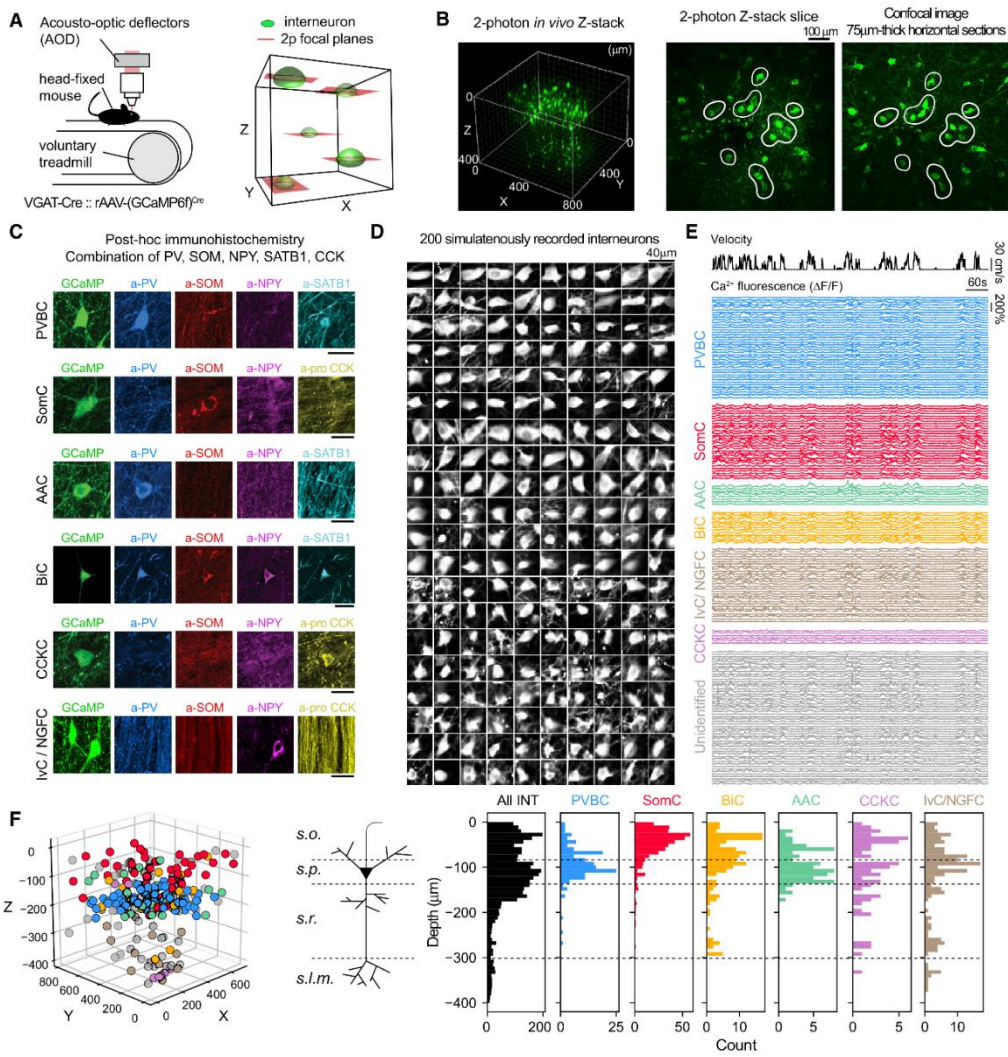 A
Acousto-optic deflectors
(AOD)
head-fixed
mouse
voluntary
treadmill
VGAT-Cre :: rAAV-(GCaMP6f)Cre
interneuron
2p focal planes
Z
Y
X
B
2-photon in vivo Z-stack
(μm)
0
Z
400
0
400
X
800
0
400
Y
800
2-photon Z-stack slice
100 μm
Confocal image
75μm-thick horizontal sections
C
Post-hoc immunohistochemistry
Combination of PV, SOM, NPY, SATB1, CCK
GCaMP a-PV a-SOM a-NPY a-SATB1
PVBC
GCaMP a-PV a-SOM a-NPY a-pro CCK
SomC
GCaMP a-PV a-SOM a-NPY a-SATB1
AAC
GCaMP a-PV a-SOM a-NPY a-SATB1
BiC
GCaMP a-PV a-SOM a-NPY a-pro CCK
CCKC
GCaMP a-PV a-SOM a-NPY a-pro CCK
IvC / NGFC
D
200 simulatenously recorded interneurons
40μm
E
Velocity
30 cm/s
60s
Ca²⁺ fluorescence (ΔF/F)
200%
PVBC
SomC
AAC
BiC
IvC/ NGFC
CCKC
Unidentified
F
0
−100
Z −200
−300
−400
800 600 400 200 0
Y
0 200 400 600 800
X
s.o.
s.p.
s.r.
s.l.m.
All INT PVBC SomC BiC AAC CCKC IvC/NGFC
Depth (μm)
0
−100
−200
−300
−400
0 200 0 25 0 50 0 10 0 5 0 5 0 10
Count